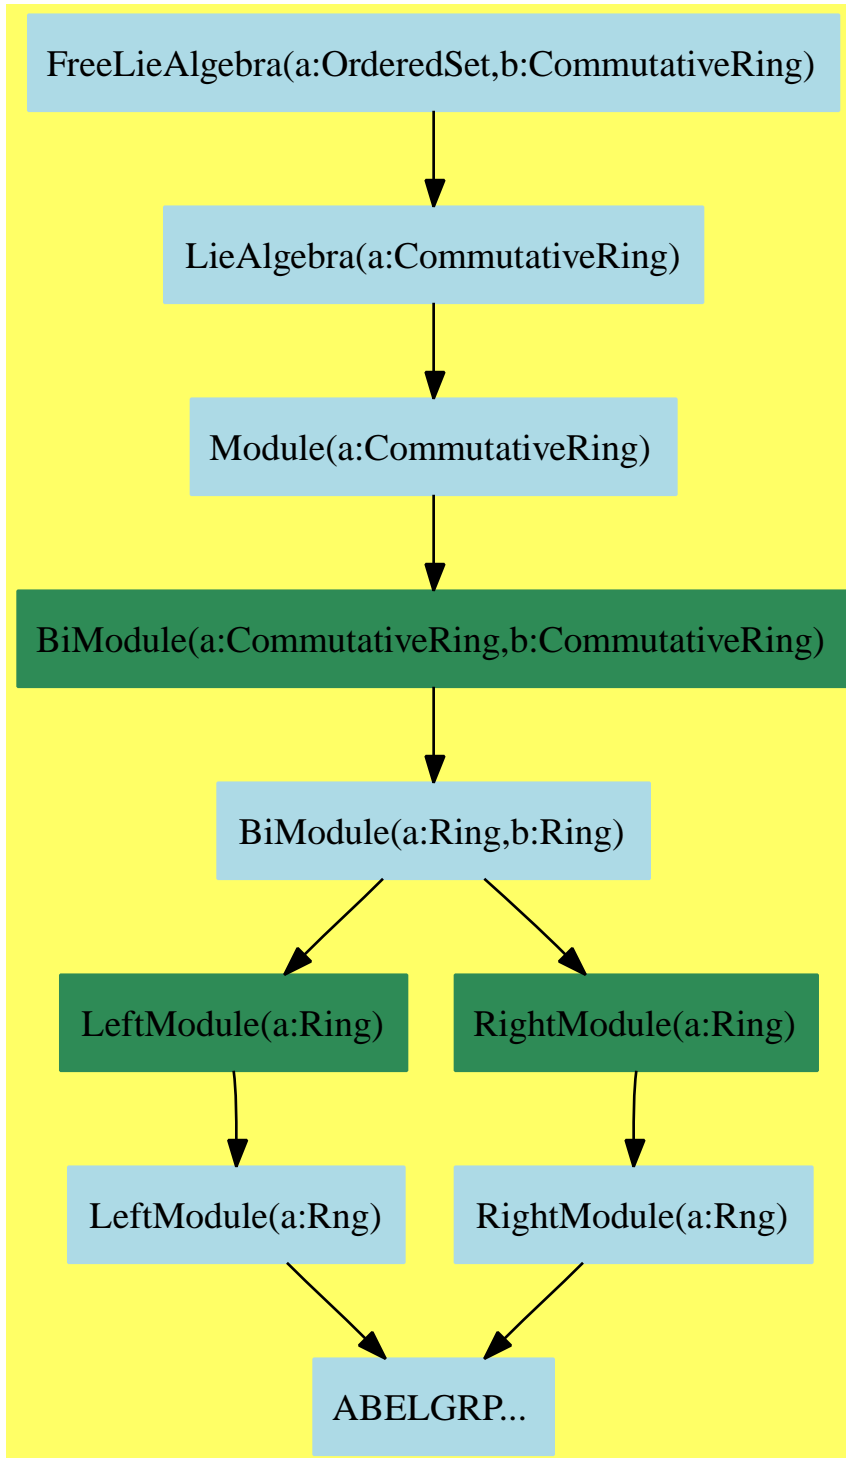 FreeLieAlgebra(a:OrderedSet,b:CommutativeRing)
LieAlgebra(a:CommutativeRing)
Module(a:CommutativeRing)
BiModule(a:CommutativeRing,b:CommutativeRing)
BiModule(a:Ring,b:Ring)
LeftModule(a:Ring)
RightModule(a:Ring)
LeftModule(a:Rng)
RightModule(a:Rng)
ABELGRP...